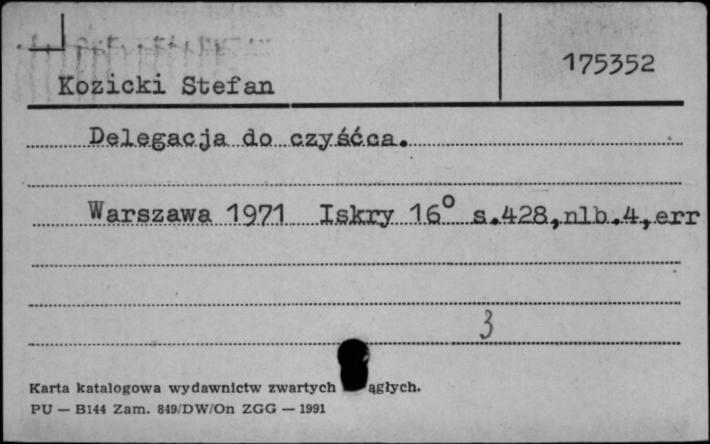 175352
Kozicki Stefan
Delegacja do czyśćca.
Warszawa 1971 Iskry 16° s.428,nlb.4,err
3
Karta katalogowa wydawnictw zwartych ągłych.
PU — B144 Zam. 849/DW/On ZGG — 1991